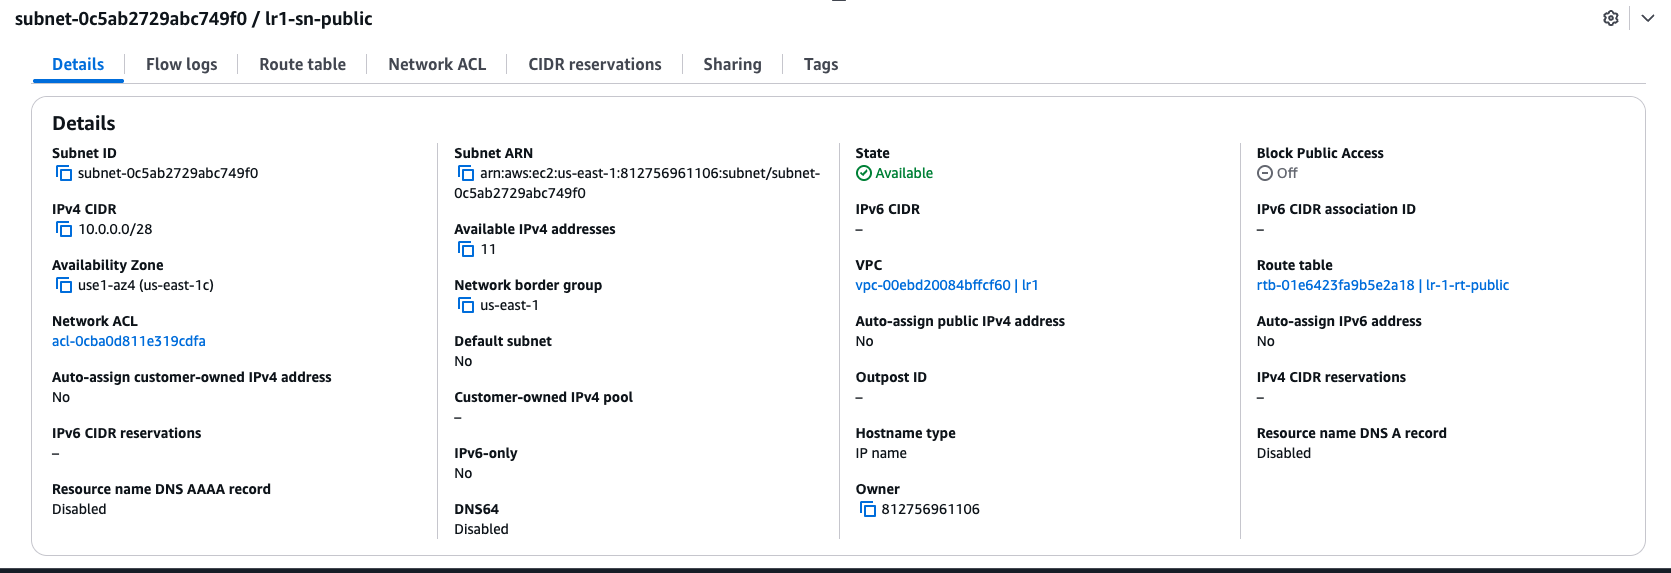 subnet-0c5ab2729abc749f0 / lr1-sn-public
Details
Flow logs
Route table
Network ACL
CIDR reservations
Sharing
Tags
Details
Subnet ID
subnet-0c5ab2729abc749f0
IPv4 CIDR
10.0.0.0/28
Availability Zone
use1-az4 (us-east-1c)
Network ACL
acl-0cba0d811e319cdfa
Auto-assign customer-owned IPv4 address
No
IPv6 CIDR reservations
–
Resource name DNS AAAA record
Disabled
Subnet ARN
arn:aws:ec2:us-east-1:812756961106:subnet/subnet-
0c5ab2729abc749f0
Available IPv4 addresses
11
Network border group
us-east-1
Default subnet
No
Customer-owned IPv4 pool
–
IPv6-only
No
DNS64
Disabled
State
Available
IPv6 CIDR
–
VPC
vpc-00ebd20084bffcf60 | lr1
Auto-assign public IPv4 address
No
Outpost ID
–
Hostname type
IP name
Owner
812756961106
Block Public Access
Off
IPv6 CIDR association ID
–
Route table
rtb-01e6423fa9b5e2a18 | lr-1-rt-public
Auto-assign IPv6 address
No
IPv4 CIDR reservations
–
Resource name DNS A record
Disabled